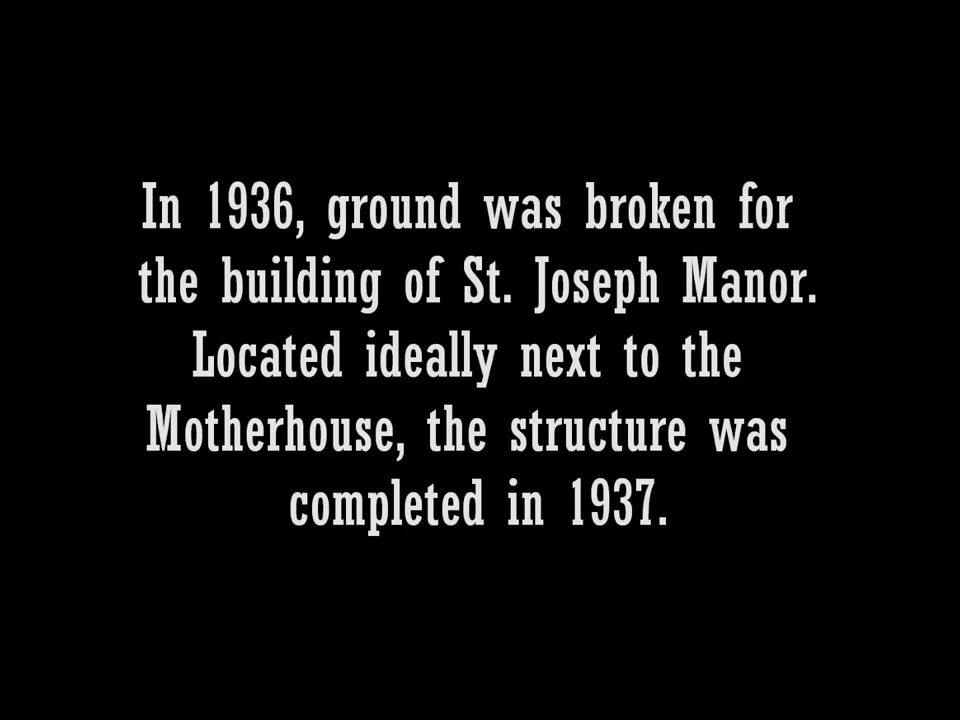 In 1936, ground was broken for
the building of St. Joseph Manor.
Located ideally next to the
Motherhouse, the structure was
completed in 1937.